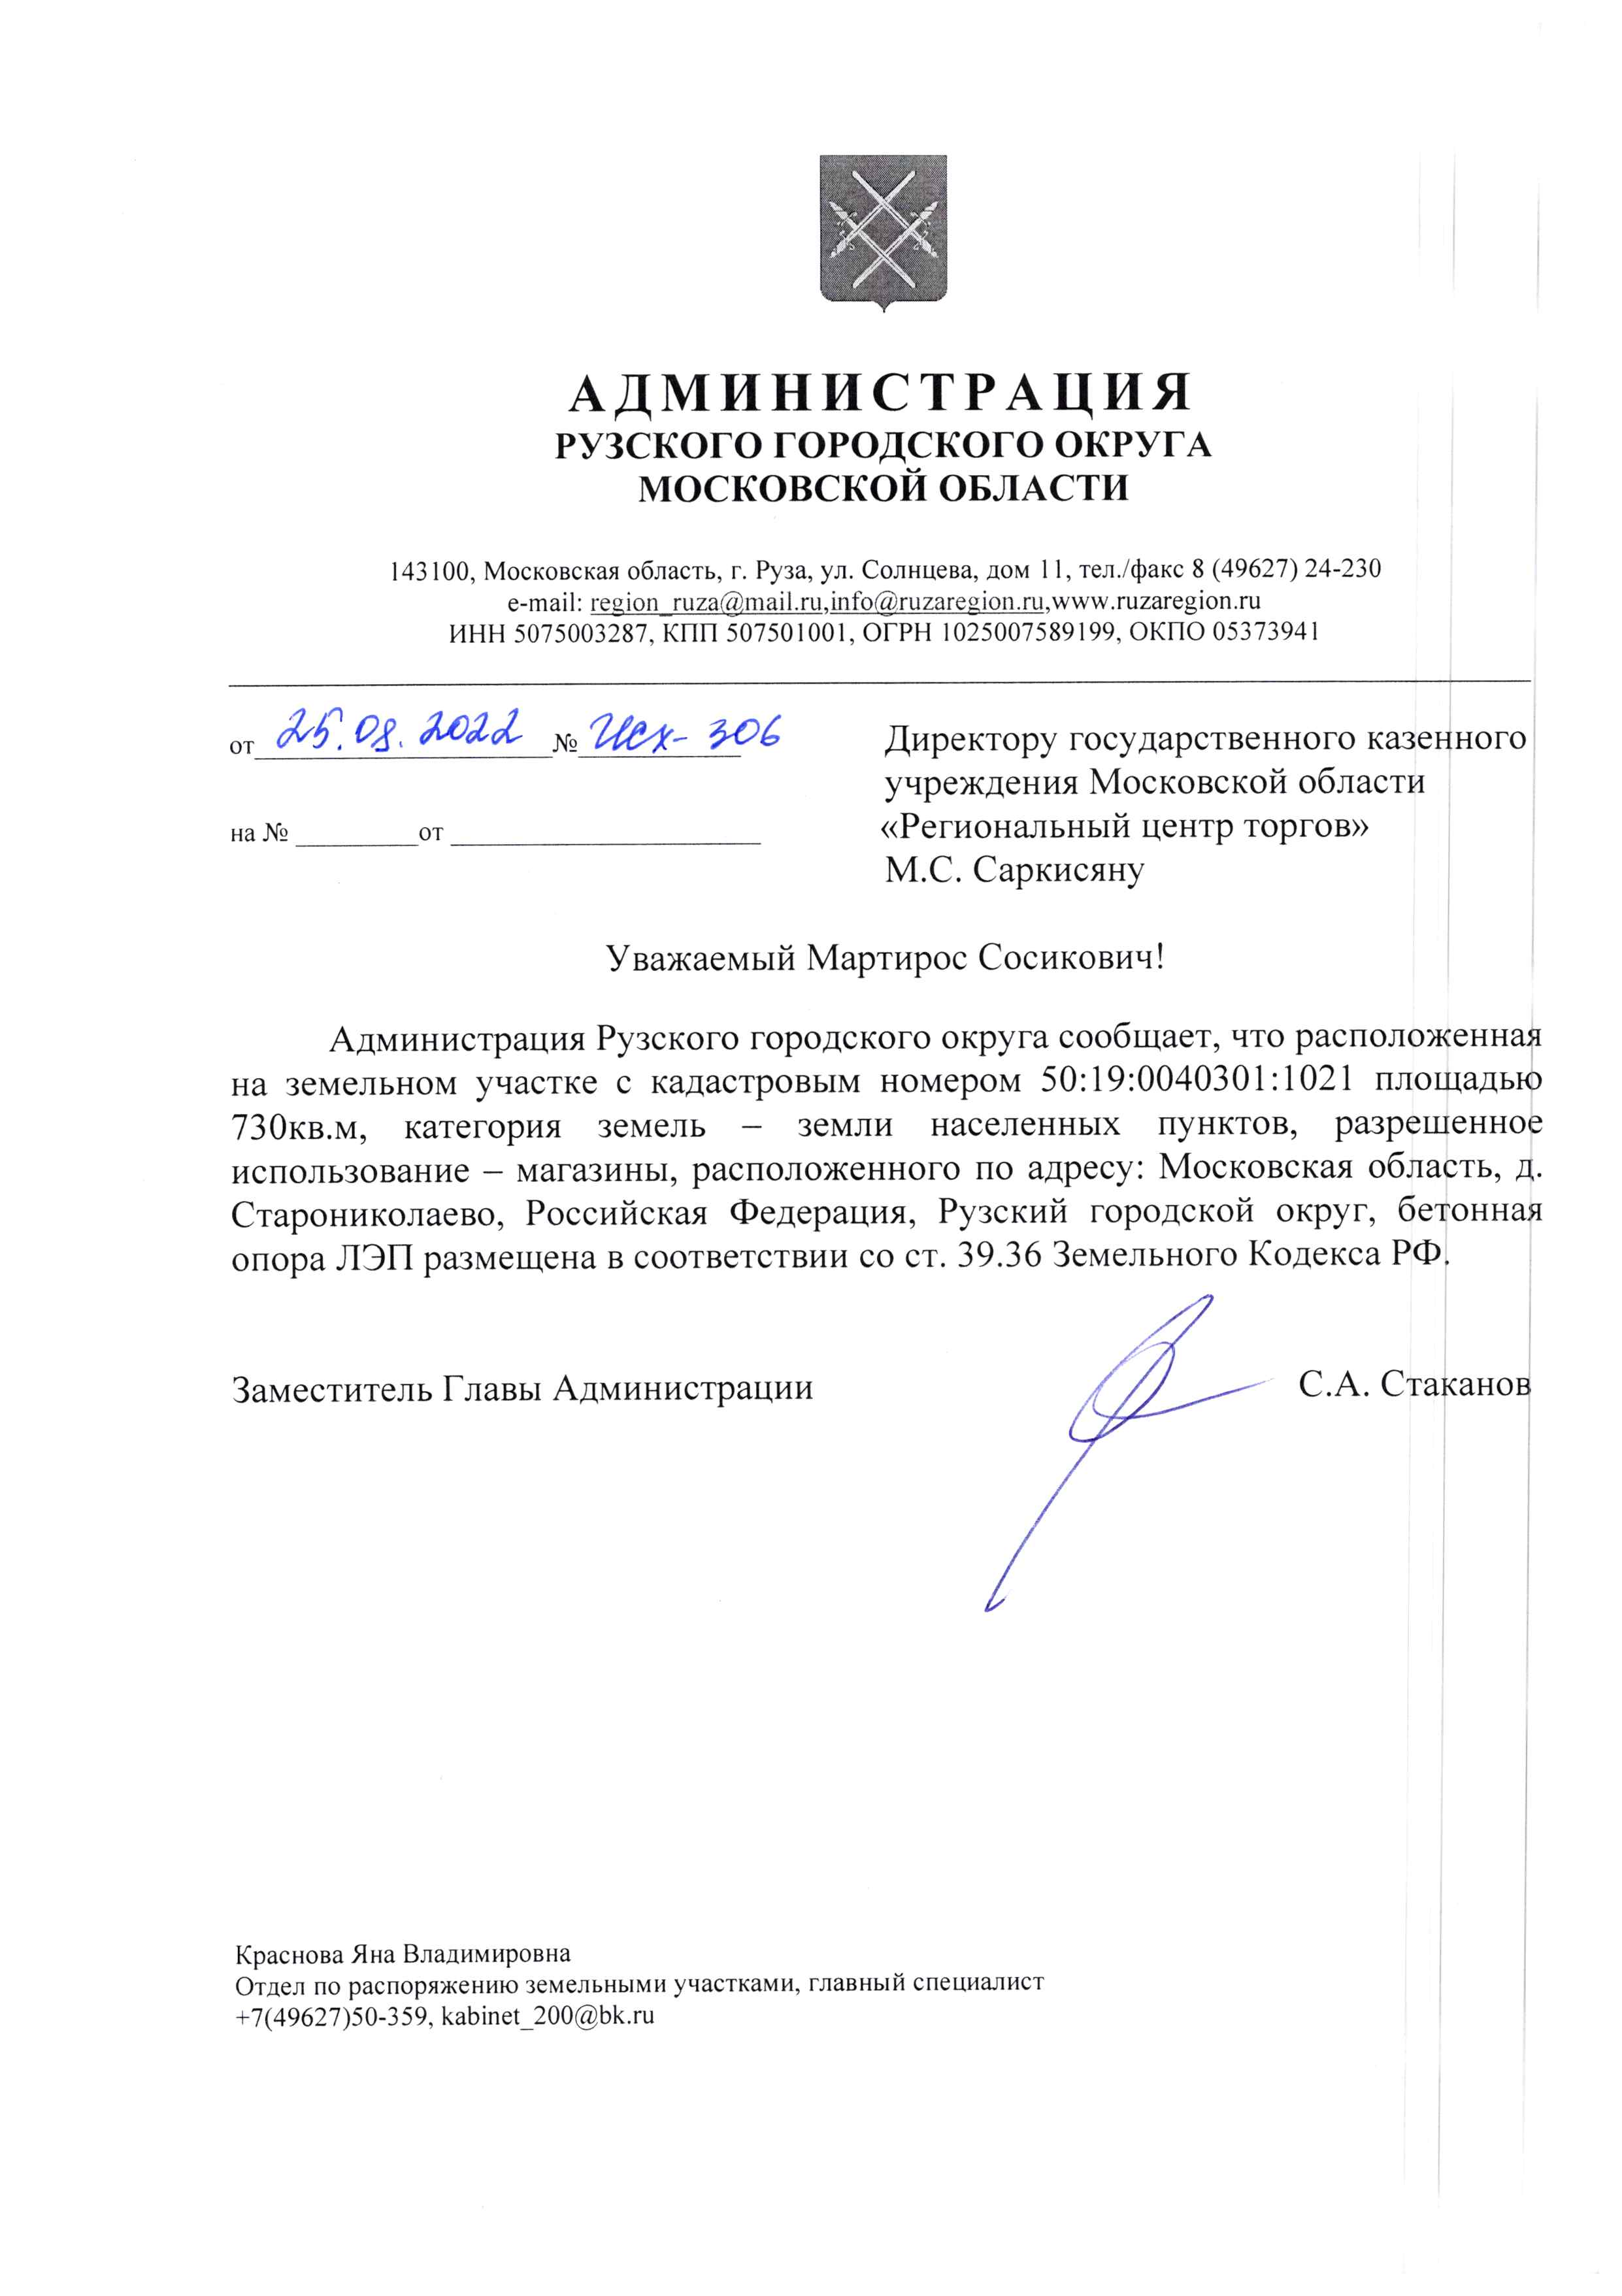 АДМИНИСТРАЦИЯ
РУЗСКОГО ГОРОДСКОГО ОКРУГА
МОСКОВСКОЙ ОБЛАСТИ
143100, Московская область, г. Руза, ул. Солнцева, дом 11, тел./факс 8 (49627) 24-230
e-mail: region_ruza@mail.ru,info@ruzaregion.ru,www.ruzaregion.ru
ИНН 5075003287, КПП 507501001, ОГРН 1025007589199, ОКПО 05373941
от 25.08.2022 № Исх-306
на № _________от _______________________
Директору государственного казенного
учреждения Московской области
«Региональный центр торгов»
М.С. Саркисяну
Уважаемый Мартирос Сосикович!
Администрация Рузского городского округа сообщает, что расположенная
на земельном участке с кадастровым номером 50:19:0040301:1021 площадью
730кв.м, категория земель – земли населенных пунктов, разрешенное
использование – магазины, расположенного по адресу: Московская область, д.
Старониколаево, Российская Федерация, Рузский городской округ, бетонная
опора ЛЭП размещена в соответствии со ст. 39.36 Земельного Кодекса РФ.
Заместитель Главы Администрации С.А. Стаканов
Краснова Яна Владимировна
Отдел по распоряжению земельными участками, главный специалист
+7(49627)50-359, kabinet_200@bk.ru